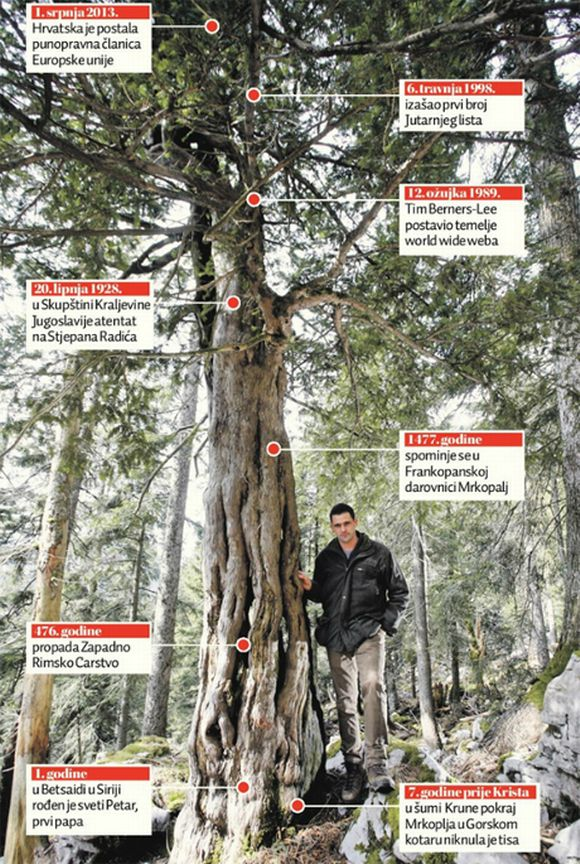 1. srpnja 2013.
Hrvatska je postala
punopravna članica
Europske unije
6. travnja 1998.
izašao prvi broj
Jutarnjeg lista
12. ožujka 1989.
Tim Berners-Lee
postavio temelje
world wide weba
20. lipnja 1928.
u Skupštini Kraljevine
Jugoslavije atentat
na Stjepana Radića
1477. godine
spominje se u
Frankopanskoj
darovnici Mrkopalj
476. godine
propada Zapadno
Rimsko Carstvo
1. godine
u Betsaidi u Siriji
rođen je sveti Petar,
prvi papa
7. godine prije Krista
u šumi Krune pokraj
Mrkoplja u Gorskom
kotaru niknula je tisa